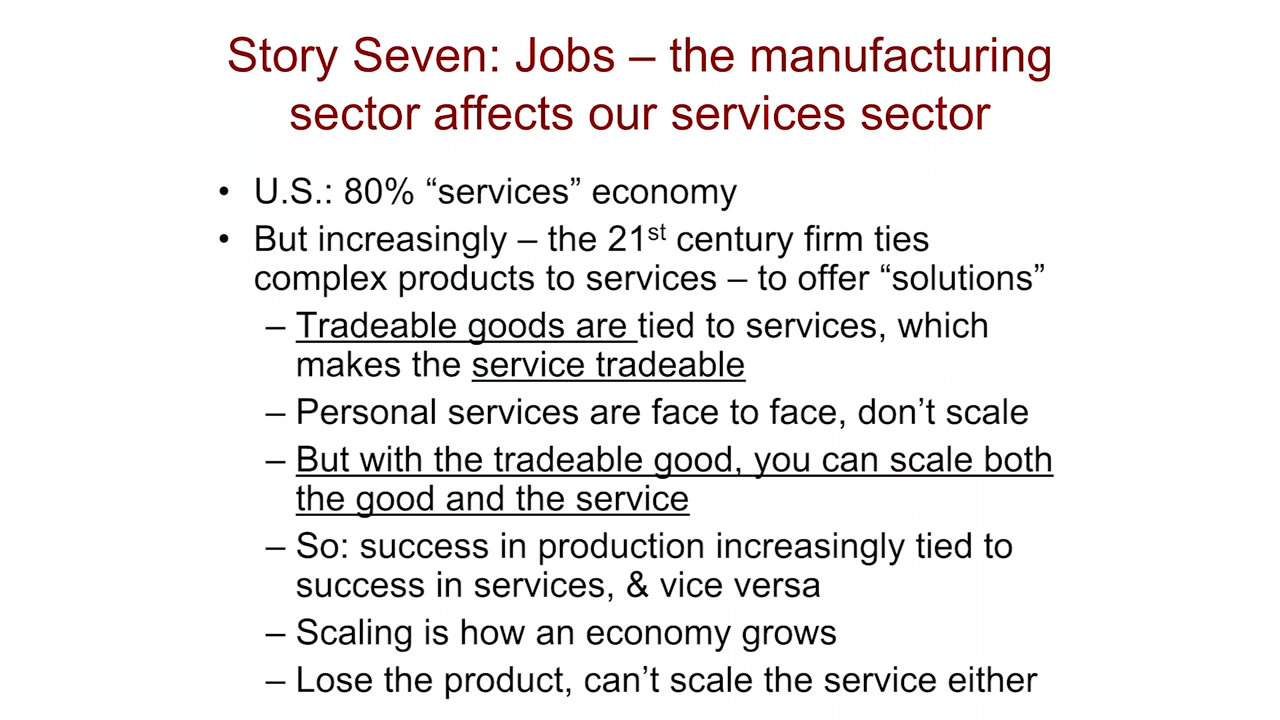 Story Seven: Jobs – the manufacturing
sector affects our services sector
• U.S.: 80% “services” economy
• But increasingly – the 21st century firm ties
complex products to services – to offer “solutions”
– Tradeable goods are tied to services, which
makes the service tradeable
– Personal services are face to face, don’t scale
– But with the tradeable good, you can scale both
the good and the service
– So: success in production increasingly tied to
success in services, & vice versa
– Scaling is how an economy grows
– Lose the product, can’t scale the service either